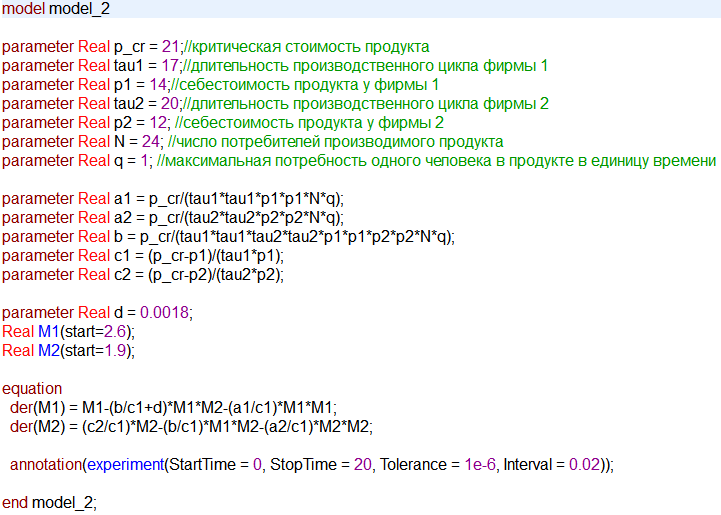 model model_2
parameter Real p_cr = 21;//критическая стоимость продукта
parameter Real tau1 = 17;//длительность производственного цикла фирмы 1
parameter Real p1 = 14;//себестоимость продукта у фирмы 1
parameter Real tau2 = 20;//длительность производственного цикла фирмы 2
parameter Real p2 = 12; //себестоимость продукта у фирмы 2
parameter Real N = 24; //число потребителей производимого продукта
parameter Real q = 1; //максимальная потребность одного человека в продукте в единицу времени
parameter Real a1 = p_cr/(tau1*tau1*p1*p1*N*q);
parameter Real a2 = p_cr/(tau2*tau2*p2*p2*N*q);
parameter Real b = p_cr/(tau1*tau1*tau2*tau2*p1*p1*p2*p2*N*q);
parameter Real c1 = (p_cr-p1)/(tau1*p1);
parameter Real c2 = (p_cr-p2)/(tau2*p2);
parameter Real d = 0.0018;
Real M1(start=2.6);
Real M2(start=1.9);
equation
der(M1) = M1-(b/c1+d)*M1*M2-(a1/c1)*M1*M1;
der(M2) = (c2/c1)*M2-(b/c1)*M1*M2-(a2/c1)*M2*M2;
annotation(experiment(StartTime = 0, StopTime = 20, Tolerance = 1e-6, Interval = 0.02));
end model_2;